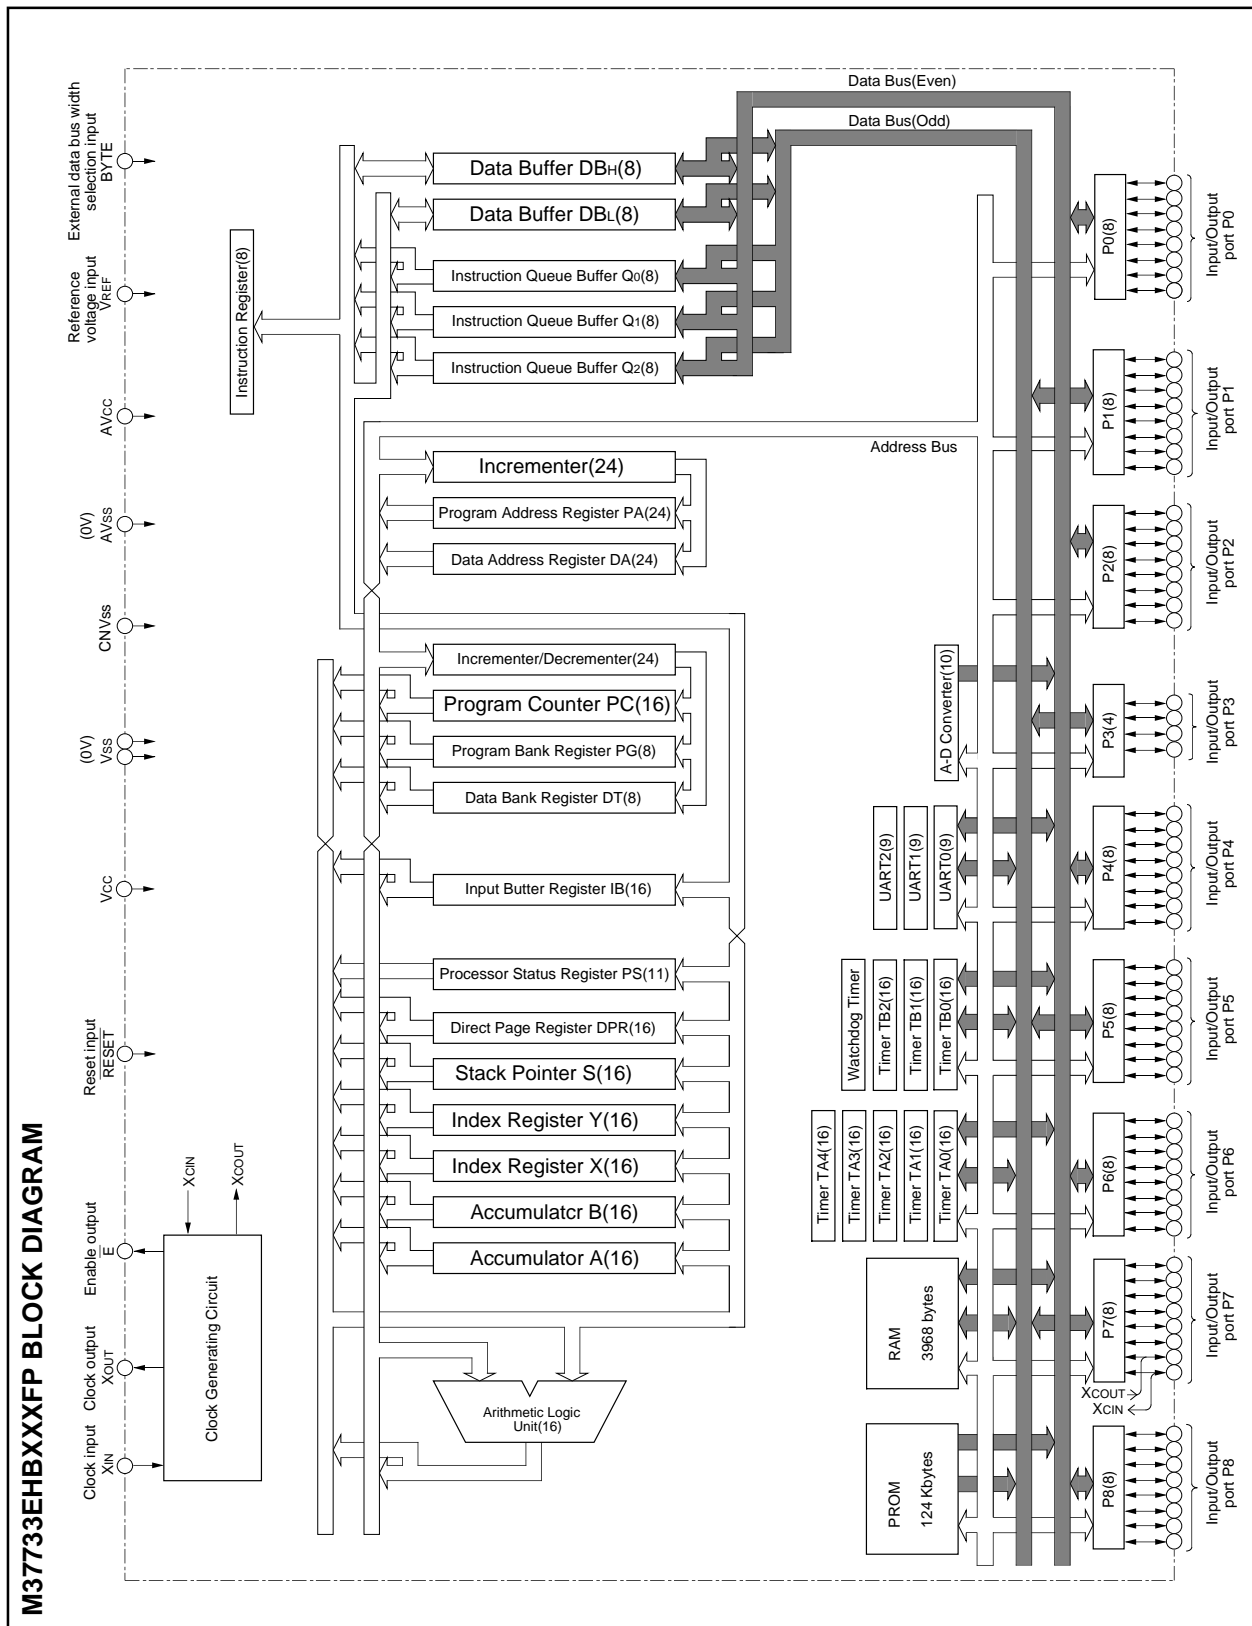 M37733EHBXXXFP BLOCK DIAGRAM
Data Bus(Even)
Data Bus(Odd)
Address Bus
External data bus width
selection input
BYTE
Reference
voltage input
VREF
AVCC
(0V)
AVSS
CNVSS
(0V)
VSS
VCC
Reset input
RESET
Enable output
E
Clock output
XOUT
Clock input
XIN
XCIN
XCOUT
Clock Generating Circuit
Instruction Register(8)
Data Buffer DBH(8)
Data Buffer DBL(8)
Instruction Queue Buffer Q0(8)
Instruction Queue Buffer Q1(8)
Instruction Queue Buffer Q2(8)
Incrementer(24)
Program Address Register PA(24)
Data Address Register DA(24)
Incrementer/Decrementer(24)
Program Counter PC(16)
Program Bank Register PG(8)
Data Bank Register DT(8)
Input Butter Register IB(16)
Processor Status Register PS(11)
Direct Page Register DPR(16)
Stack Pointer S(16)
Index Register Y(16)
Index Register X(16)
Accumulatcr B(16)
Accumulator A(16)
Arithmetic Logic
Unit(16)
A-D Converter(10)
UART2(9)
UART1(9)
UART0(9)
Watchdog Timer
Timer TB2(16)
Timer TB1(16)
Timer TB0(16)
Timer TA4(16)
Timer TA3(16)
Timer TA2(16)
Timer TA1(16)
Timer TA0(16)
RAM
3968 bytes
PROM
124 Kbytes
P0(8)
Input/Output
port P0
P1(8)
Input/Output
port P1
P2(8)
Input/Output
port P2
P3(4)
Input/Output
port P3
P4(8)
Input/Output
port P4
P5(8)
Input/Output
port P5
P6(8)
Input/Output
port P6
P7(8)
Input/Output
port P7
XCOUT
XCIN
P8(8)
Input/Output
port P8